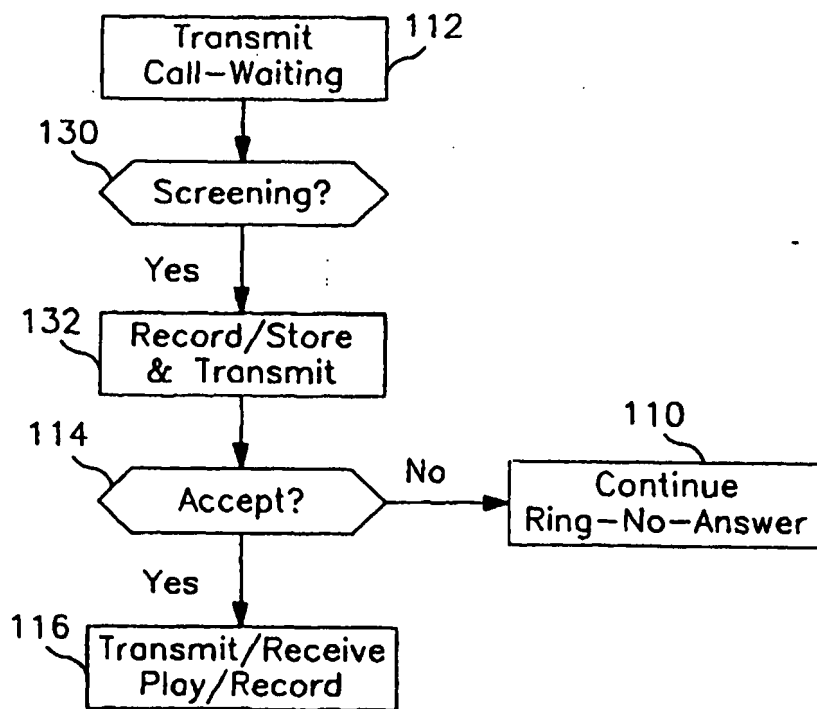 Transmit
Call-Waiting
112
130
Screening?
Yes
132
Record/Store
& Transmit
114
Accept?
No
110
Continue
Ring-No-Answer
Yes
116
Transmit/Receive
Play/Record